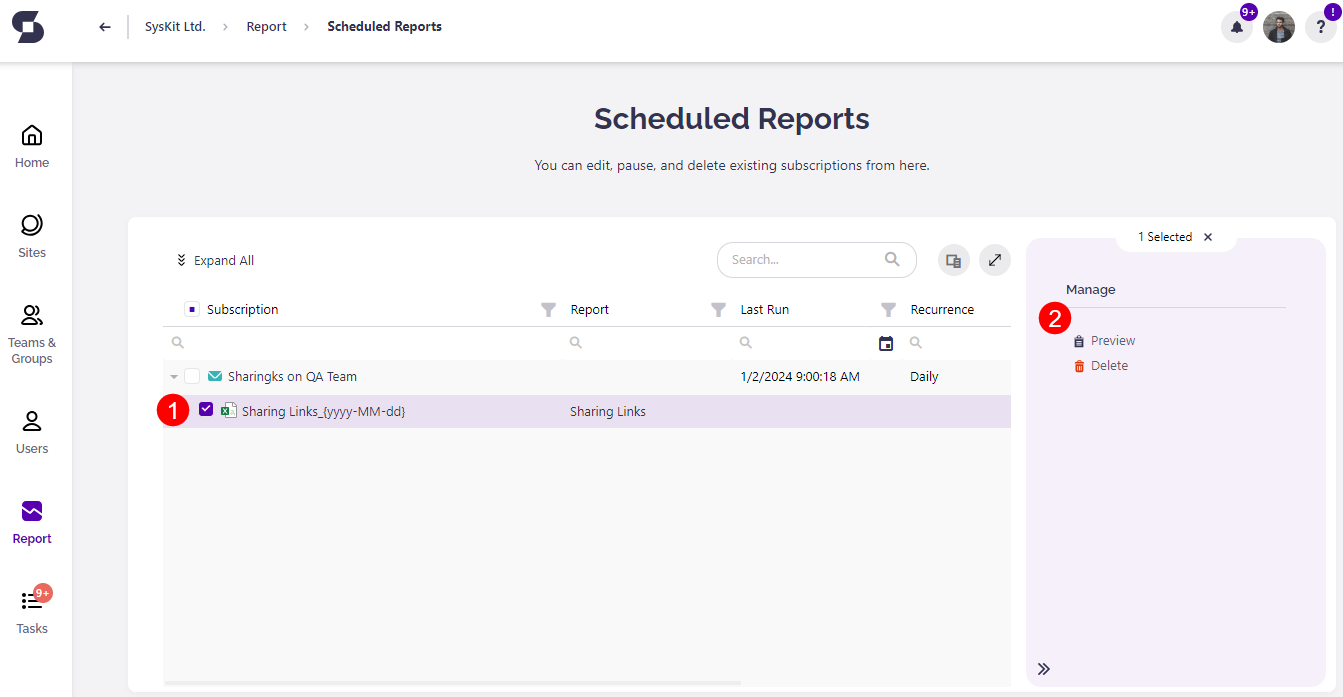 SysKit Ltd. > Report > Scheduled Reports
9+
!
?
Home
Sites
Teams &
Groups
Users
Report
9+
Tasks
Scheduled Reports
You can edit, pause, and delete existing subscriptions from here.
Expand All
Search...
Subscription Report Last Run Recurrence
Sharingks on QA Team 1/2/2024 9:00:18 AM Daily
1 Sharing Links_{yyyy-MM-dd} Sharing Links
1 Selected
Manage
2
Preview
Delete